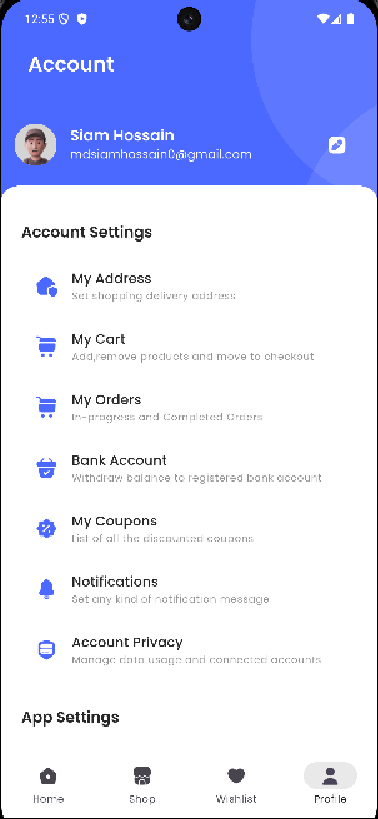 12:55
Account
Siam Hossain
mdsiamhossain0@gmail.com
Account Settings
My Address
Set shopping delivery address
My Cart
Add,remove products and move to checkout
My Orders
In-progress and Completed Orders
Bank Account
Withdraw balance to registered bank account
My Coupons
List of all the discounted coupons
Notifications
Set any kind of notification message
Account Privacy
Manage data usage and connected accounts
App Settings
Home Shop Wishlist Profile